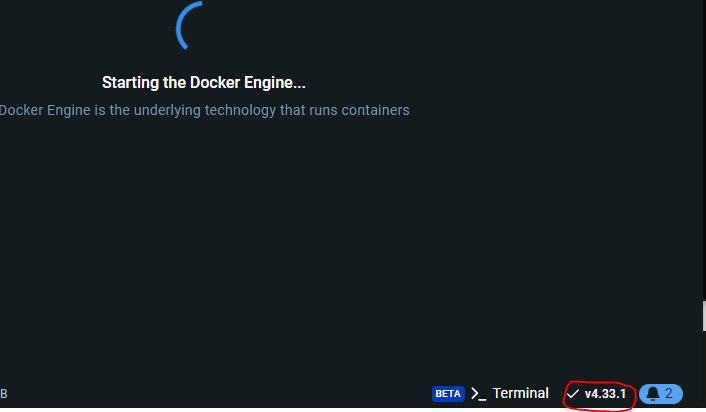 Starting the Docker Engine...
Docker Engine is the underlying technology that runs containers
B
BETA Terminal v4.33.1 2